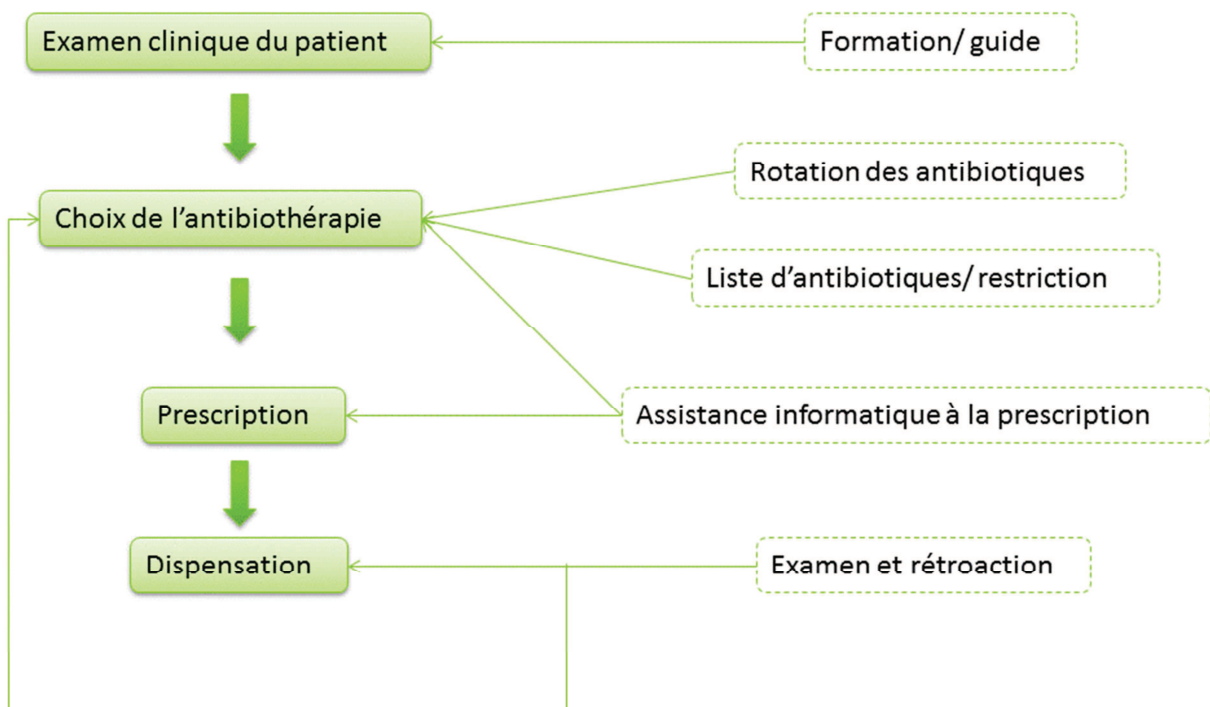 Examen clinique du patient
Formation/ guide
Rotation des antibiotiques
Choix de l’antibiothérapie
Liste d’antibiotiques/ restriction
Prescription
Assistance informatique à la prescription
Dispensation
Examen et rétroaction